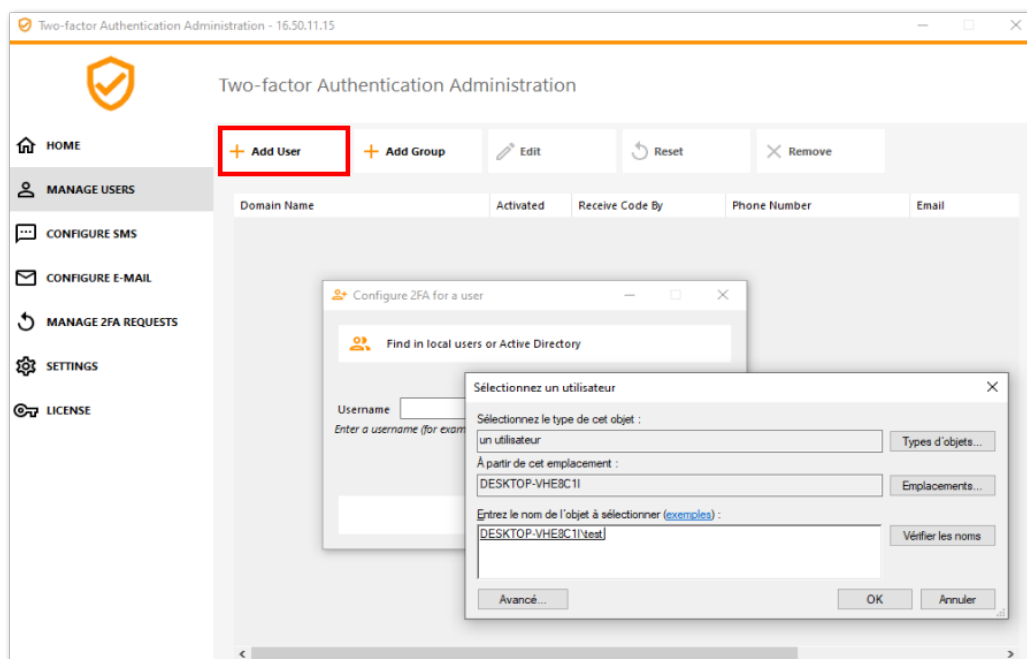 Two-factor Authentication Administration - 16.50.11.15
Two-factor Authentication Administration
HOME
MANAGE USERS
CONFIGURE SMS
CONFIGURE E-MAIL
MANAGE 2FA REQUESTS
SETTINGS
LICENSE
Add User Add Group Edit Reset Remove
Domain Name Activated Receive Code By Phone Number Email
Configure 2FA for a user
Find in local users or Active Directory
Username
Enter a username (for exam
Sélectionnez un utilisateur
Sélectionnez le type de cet objet :
un utilisateur Types d'objets...
À partir de cet emplacement :
DESKTOP-VHE8C1I Emplacements...
Entrez le nom de l'objet à sélectionner (exemples) :
DESKTOP-VHE8C1I\test Vérifier les noms
Avancé... OK Annuler